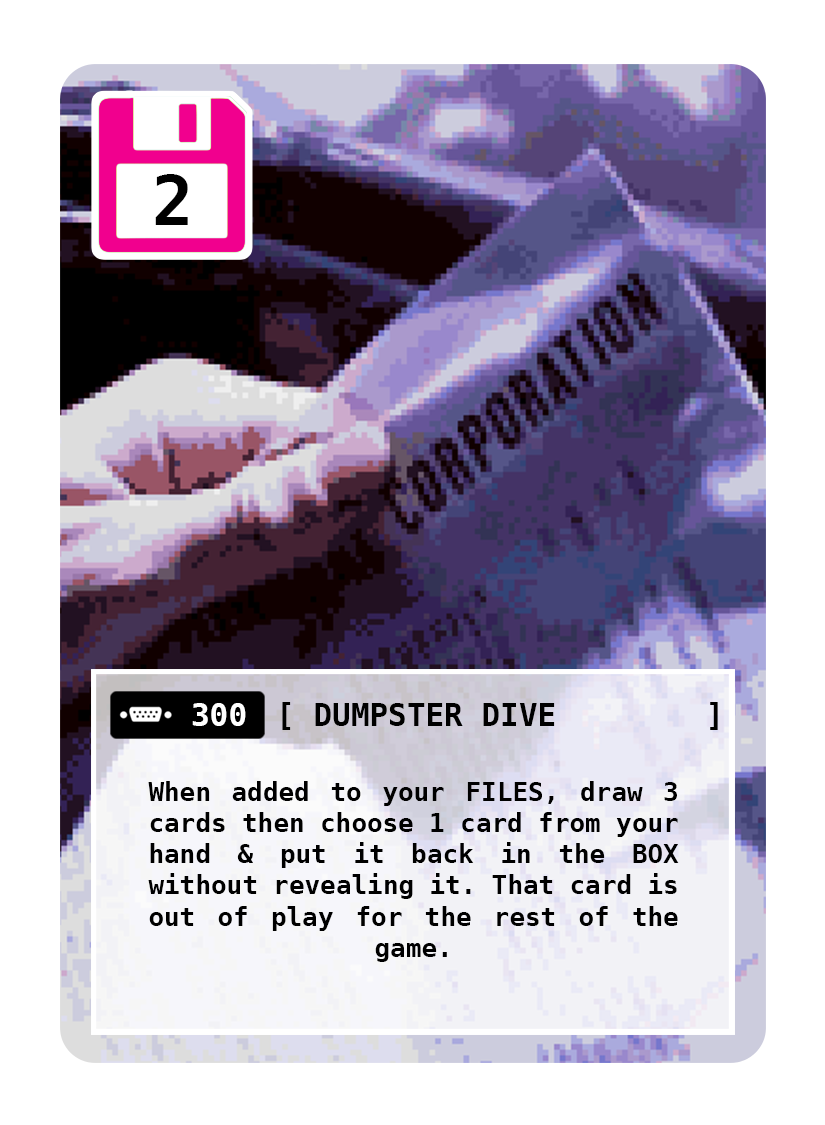 2
CORPORATION
300 [ DUMPSTER DIVE ]
When added to your FILES, draw 3
cards then choose 1 card from your
hand & put it back in the BOX
without revealing it. That card is
out of play for the rest of the
game.